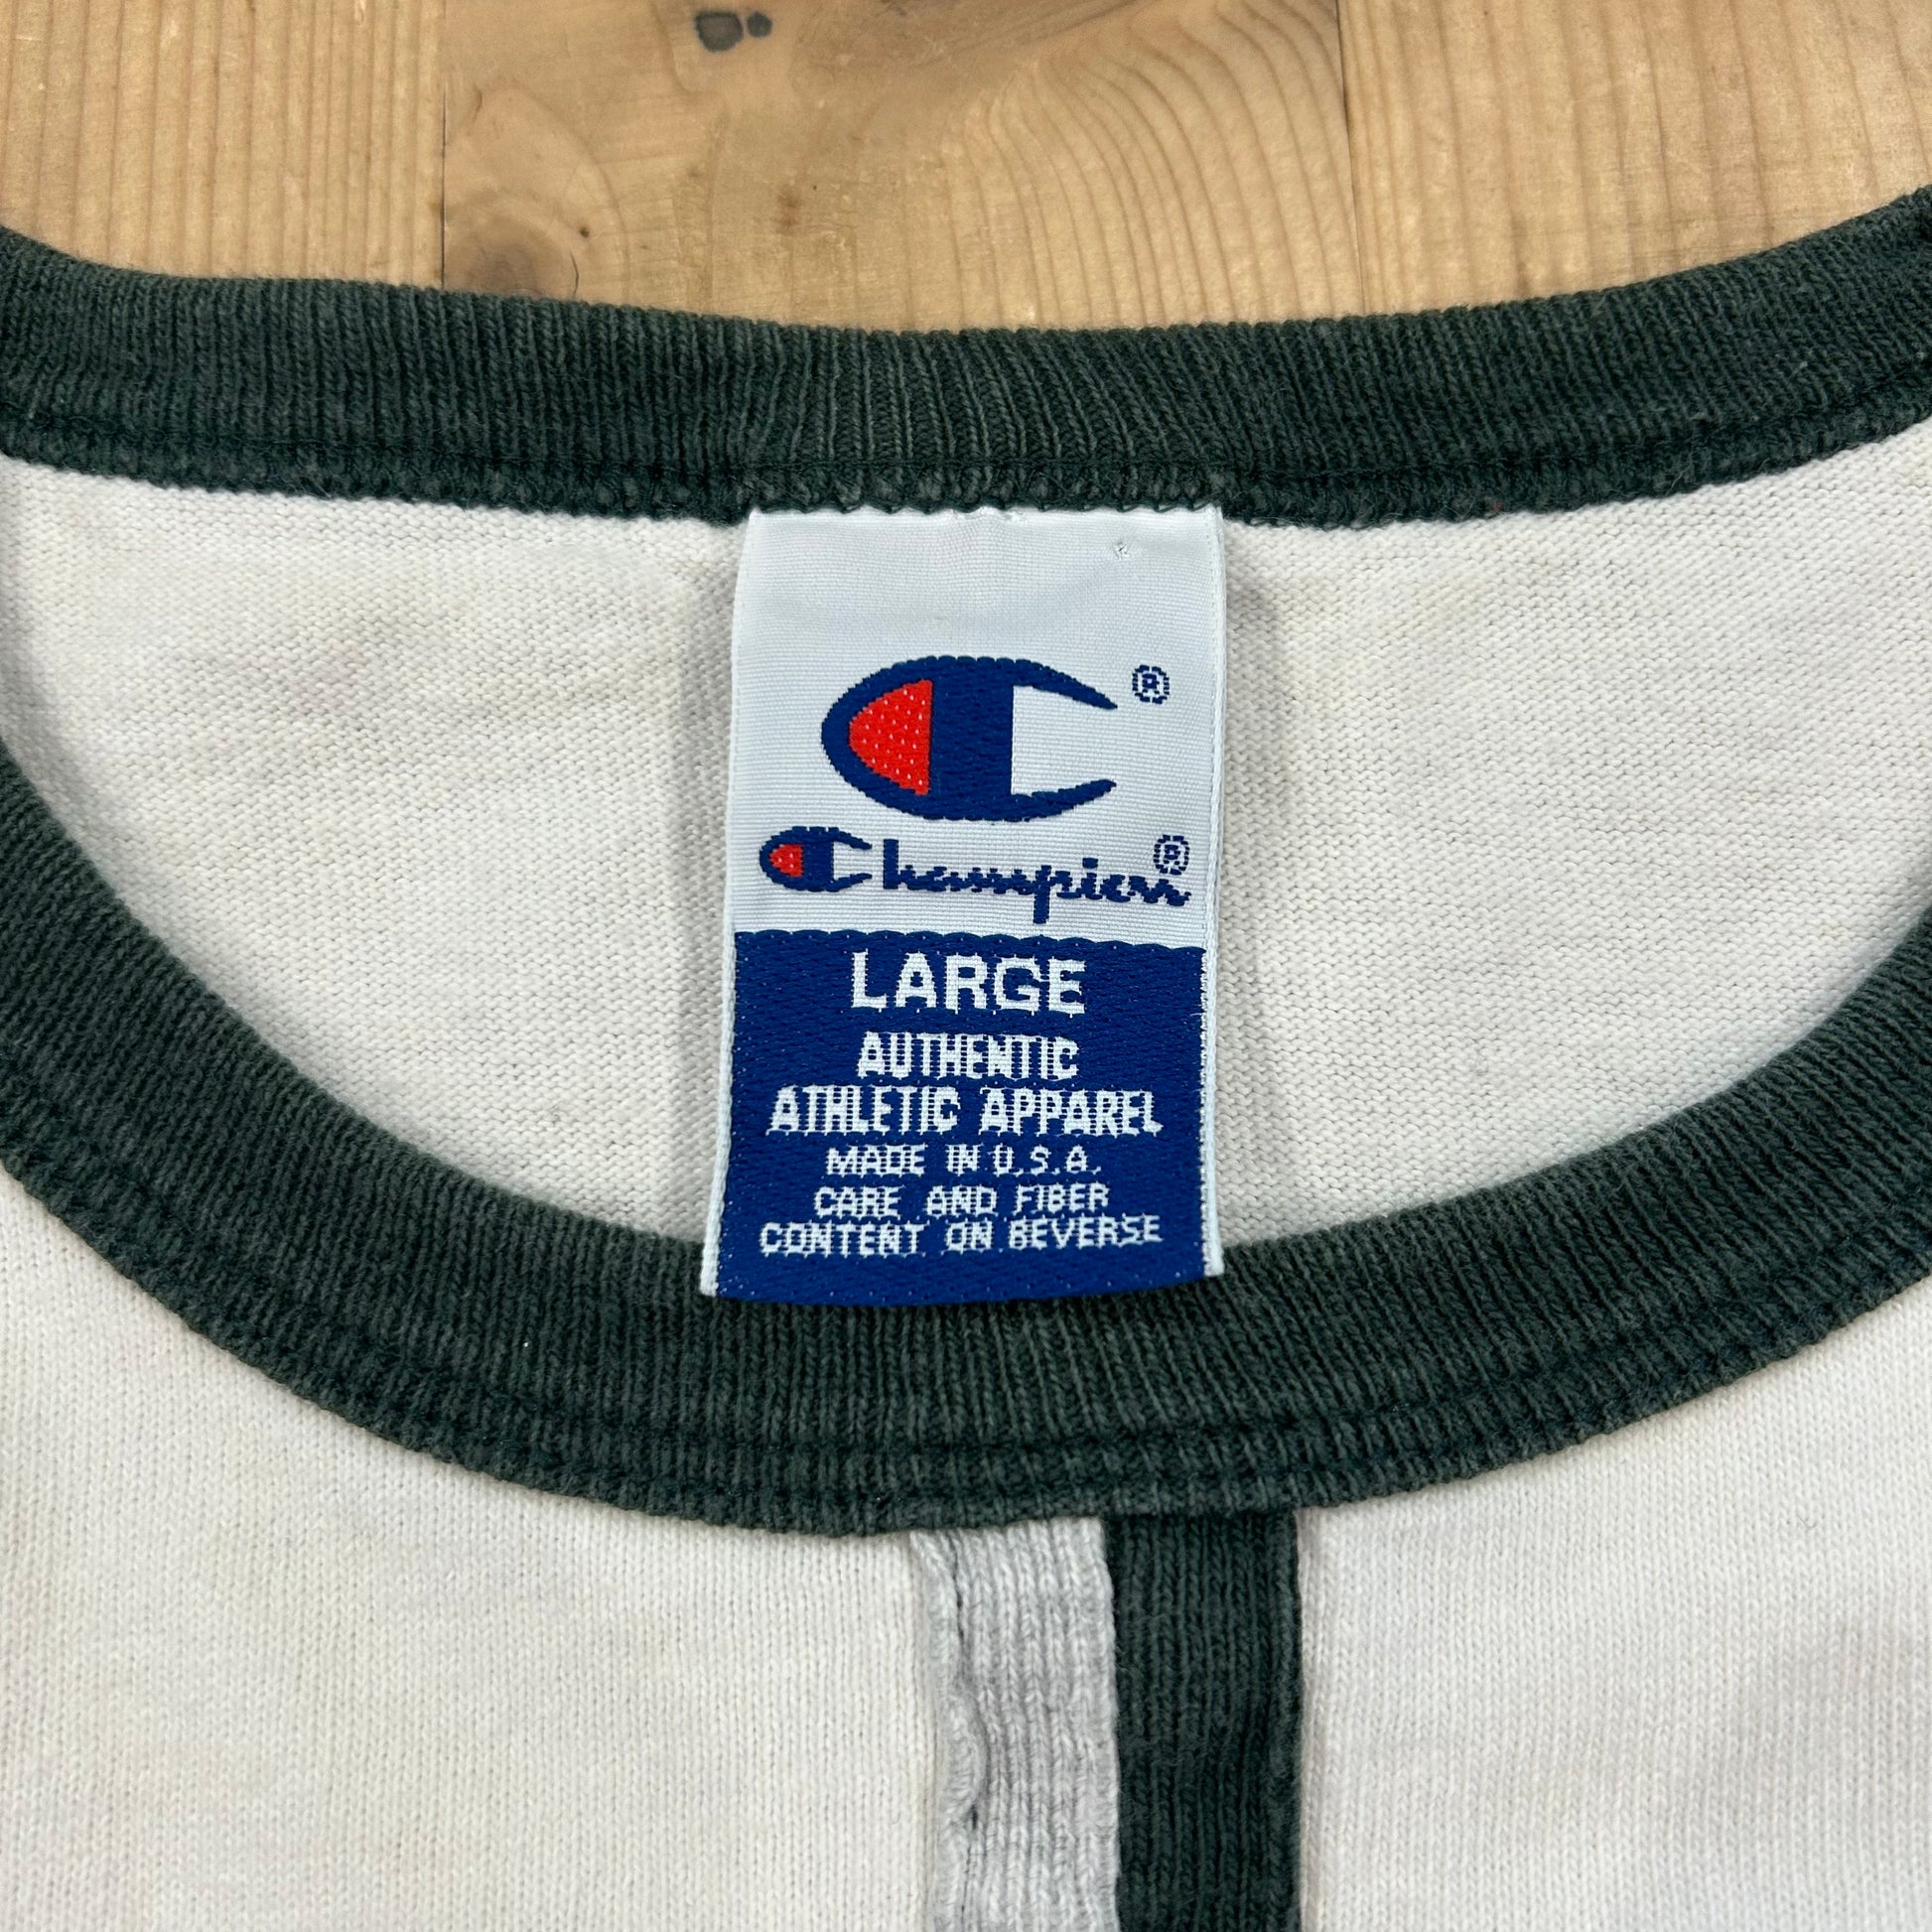 ®
Champion®
LARGE
AUTHENTIC
ATHLETIC APPAREL
MADE IN U.S.A.
CARE AND FIBER
CONTENT ON REVERSE